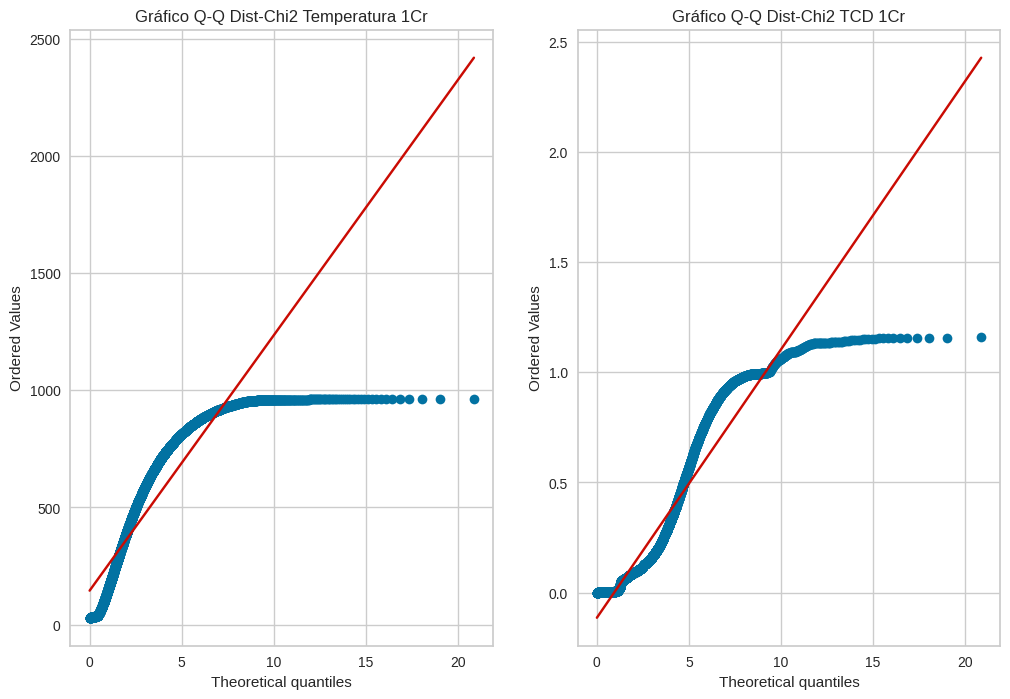 Gráfico Q-Q Dist-Chi2 Temperatura 1Cr
2500
2000
1500
1000
500
0
Ordered Values
0 5 10 15 20
Theoretical quantiles
Gráfico Q-Q Dist-Chi2 TCD 1Cr
2.5
2.0
1.5
1.0
0.5
0.0
Ordered Values
0 5 10 15 20
Theoretical quantiles